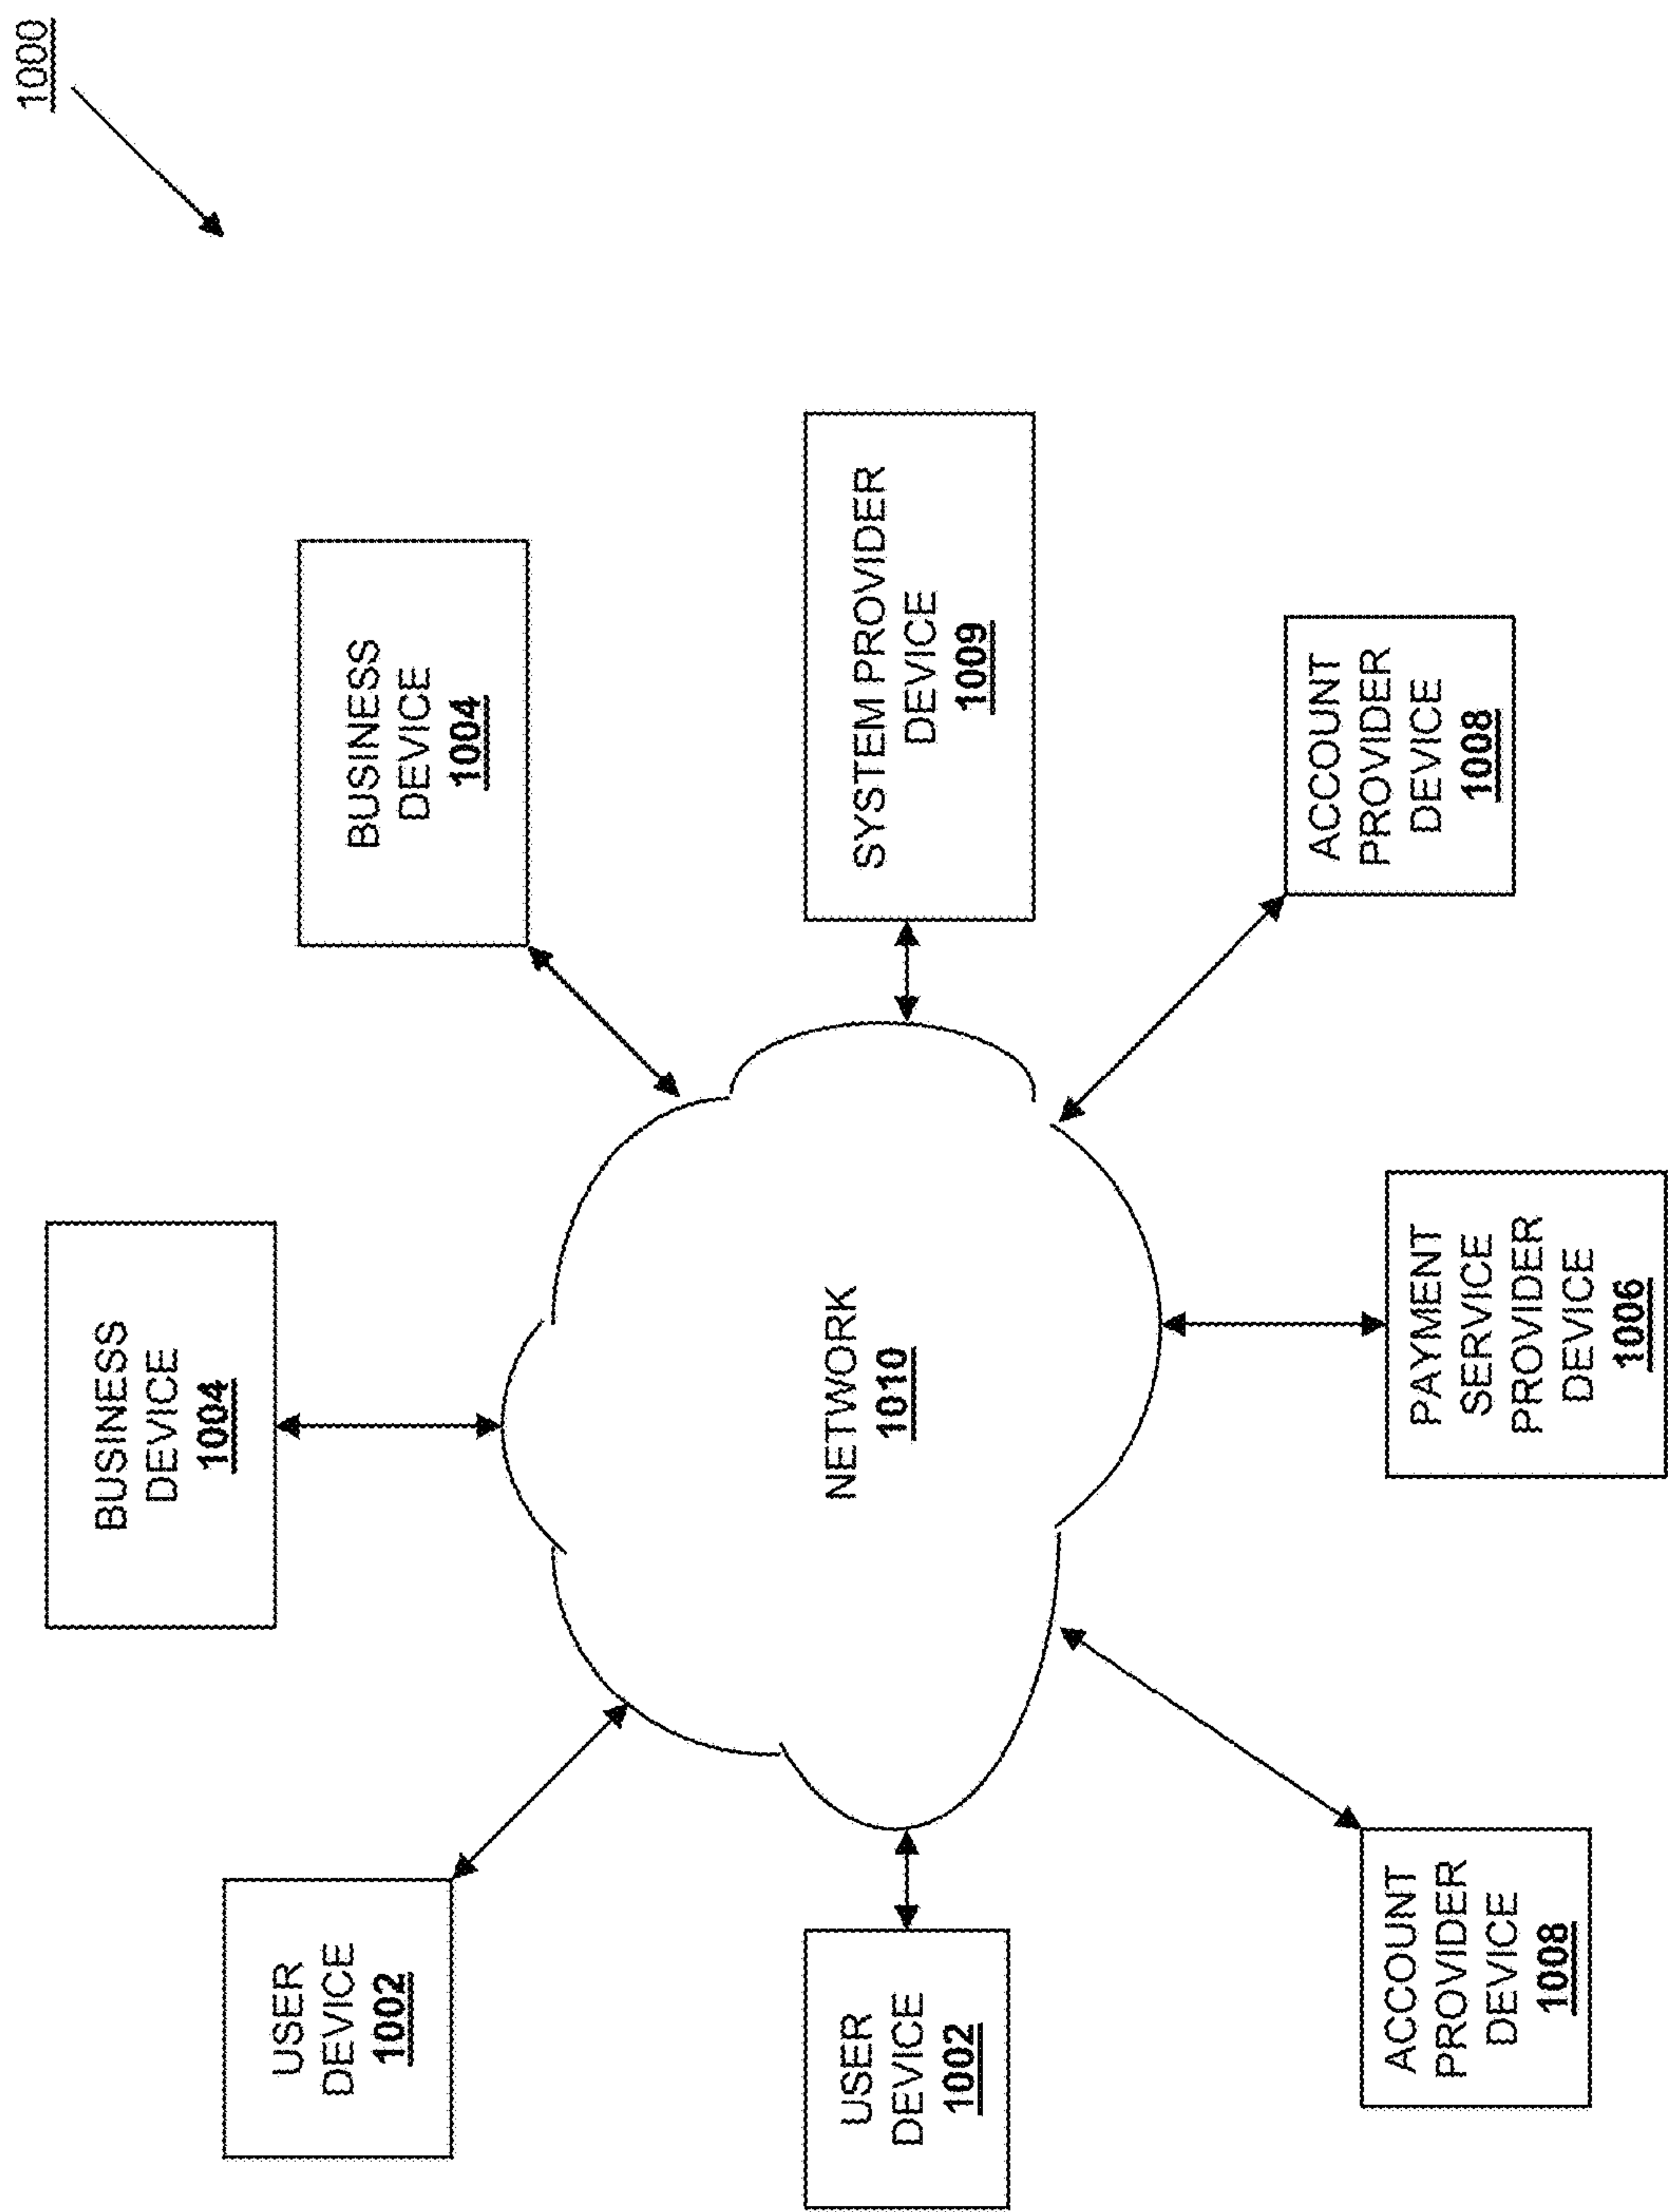 1000
BUSINESS
DEVICE
1004
BUSINESS
DEVICE
1004
USER
DEVICE
1002
SYSTEM PROVIDER
DEVICE
1009
NETWORK
1010
USER
DEVICE
1002
ACCOUNT
PROVIDER
DEVICE
1008
PAYMENT
SERVICE
PROVIDER
DEVICE
1006
ACCOUNT
PROVIDER
DEVICE
1008